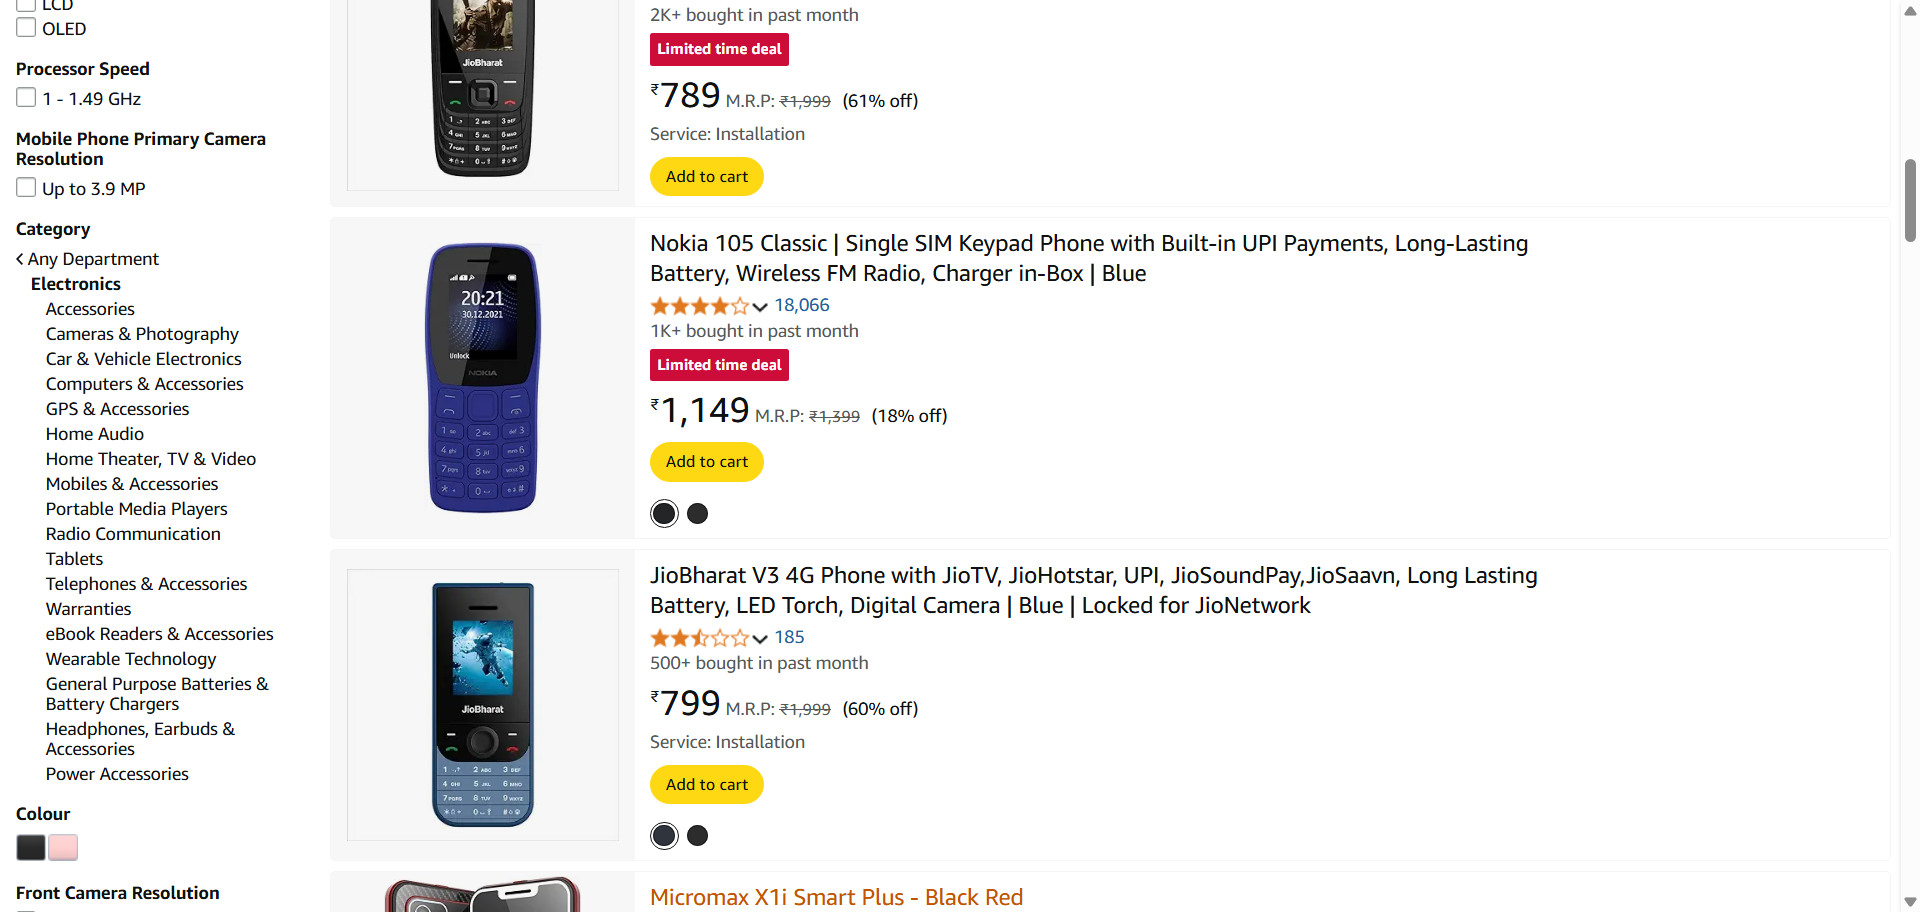 LCD
OLED
Processor Speed
1 - 1.49 GHz
Mobile Phone Primary Camera
Resolution
Up to 3.9 MP
Category
Any Department
Electronics
Accessories
Cameras & Photography
Car & Vehicle Electronics
Computers & Accessories
GPS & Accessories
Home Audio
Home Theater, TV & Video
Mobiles & Accessories
Portable Media Players
Radio Communication
Tablets
Telephones & Accessories
Warranties
eBook Readers & Accessories
Wearable Technology
General Purpose Batteries &
Battery Chargers
Headphones, Earbuds &
Accessories
Power Accessories
Colour
Front Camera Resolution
JioBharat
2K+ bought in past month
Limited time deal
₹789 M.R.P: ₹1,999 (61% off)
Service: Installation
Add to cart
20:21
30.12.2021
Unlock
NOKIA
Nokia 105 Classic | Single SIM Keypad Phone with Built-in UPI Payments, Long-Lasting
Battery, Wireless FM Radio, Charger in-Box | Blue
18,066
1K+ bought in past month
Limited time deal
₹1,149 M.R.P: ₹1,399 (18% off)
Add to cart
JioBharat
JioBharat V3 4G Phone with JioTV, JioHotstar, UPI, JioSoundPay,JioSaavn, Long Lasting
Battery, LED Torch, Digital Camera | Blue | Locked for JioNetwork
185
500+ bought in past month
₹799 M.R.P: ₹1,999 (60% off)
Service: Installation
Add to cart
Micromax X1i Smart Plus - Black Red